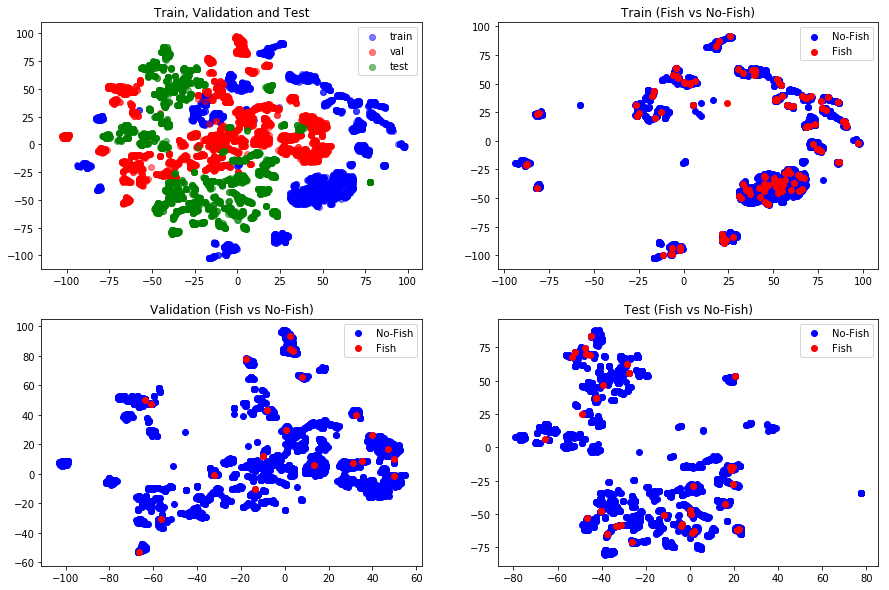 Train, Validation and Test
train
val
test
100
75
50
25
0
−25
−50
−75
−100
−100 −75 −50 −25 0 25 50 75 100
Train (Fish vs No-Fish)
No-Fish
Fish
100
75
50
25
0
−25
−50
−75
−100
−100 −75 −50 −25 0 25 50 75 100
Validation (Fish vs No-Fish)
No-Fish
Fish
100
80
60
40
20
0
−20
−40
−60
−100 −80 −60 −40 −20 0 20 40 60
Test (Fish vs No-Fish)
No-Fish
Fish
75
50
25
0
−25
−50
−75
−80 −60 −40 −20 0 20 40 60 80